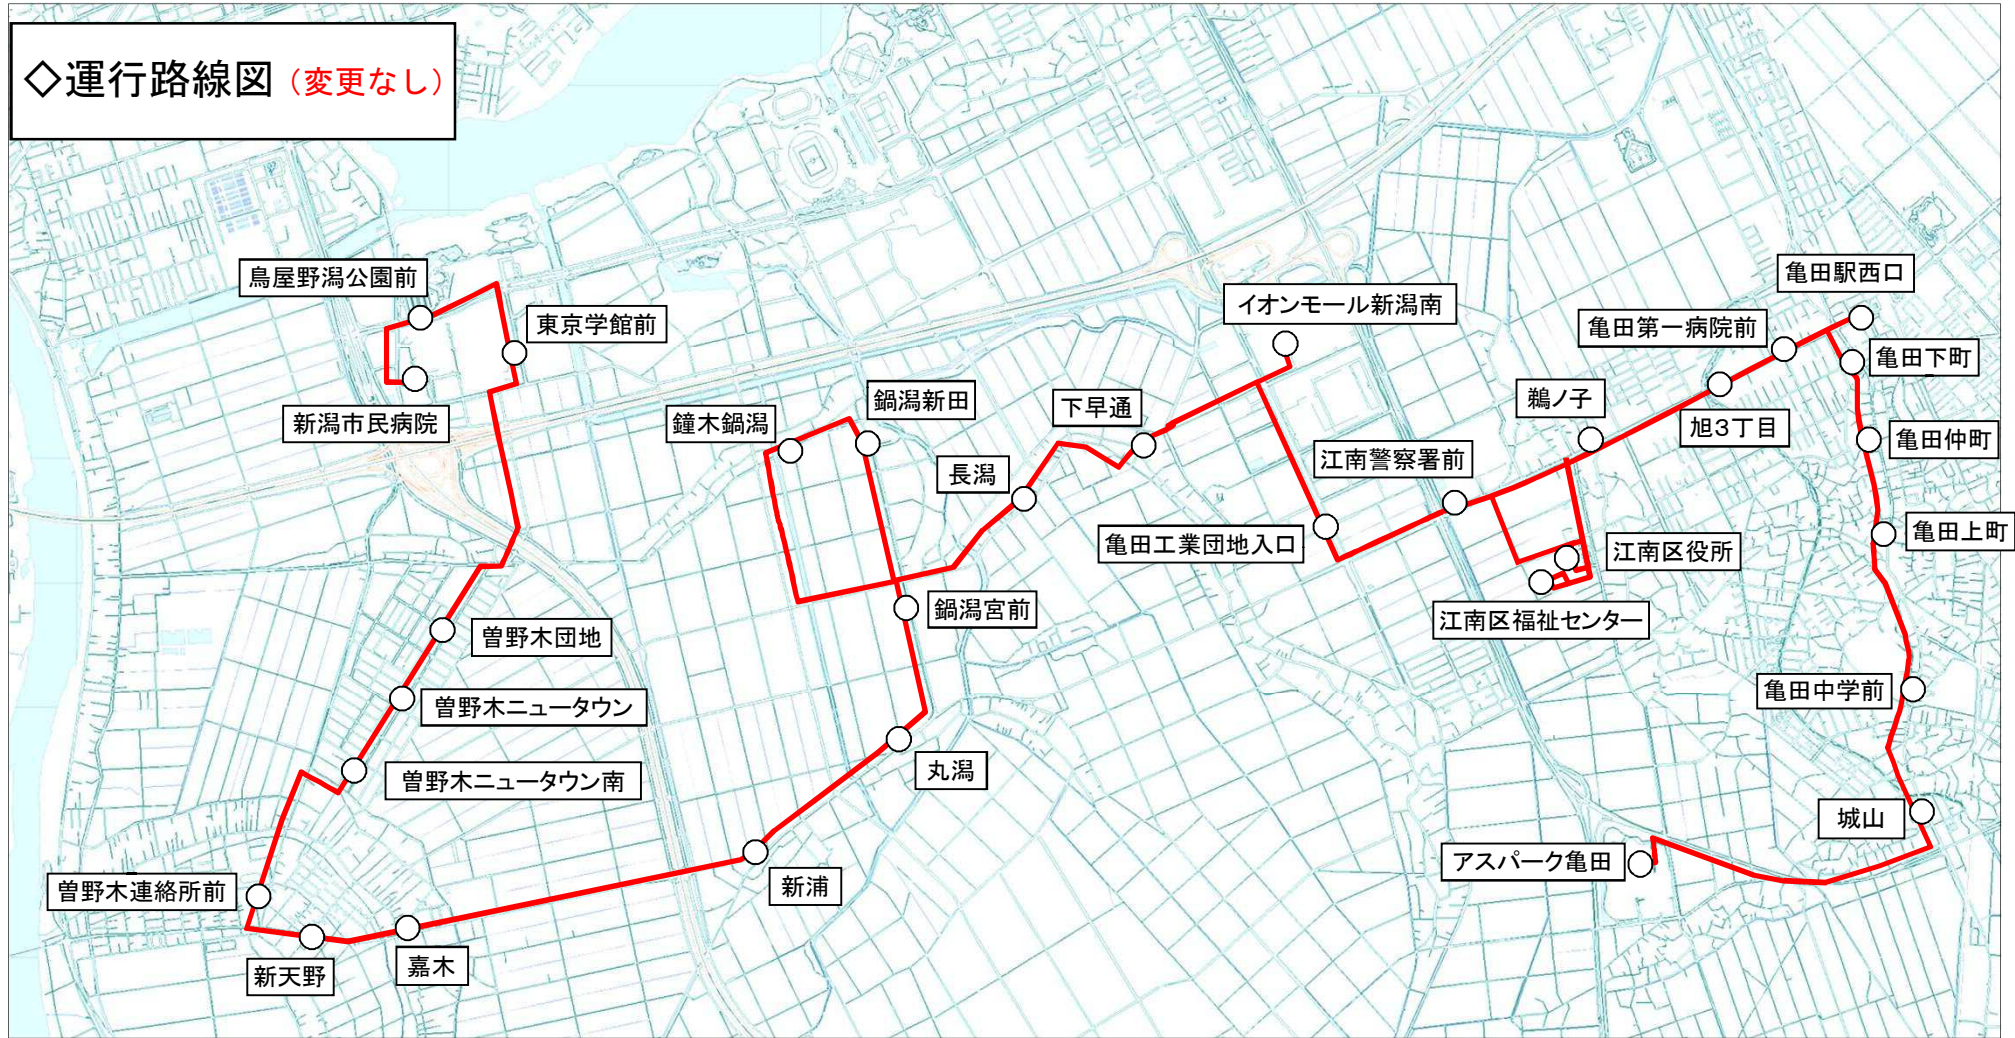 ◇運行路線図（変更なし）
鳥屋野潟公園前
東京学館前
新潟市民病院
鐘木鍋潟
鍋潟新田
長潟
下早通
イオンモール新潟南
亀田駅西口
亀田第一病院前
亀田下町
鵜ノ子
旭3丁目
亀田仲町
江南警察署前
亀田工業団地入口
亀田上町
江南区役所
江南区福祉センター
鍋潟宮前
曽野木団地
曽野木ニュータウン
曽野木ニュータウン南
丸潟
亀田中学前
城山
アスパーク亀田
新浦
曽野木連絡所前
新天野
嘉木